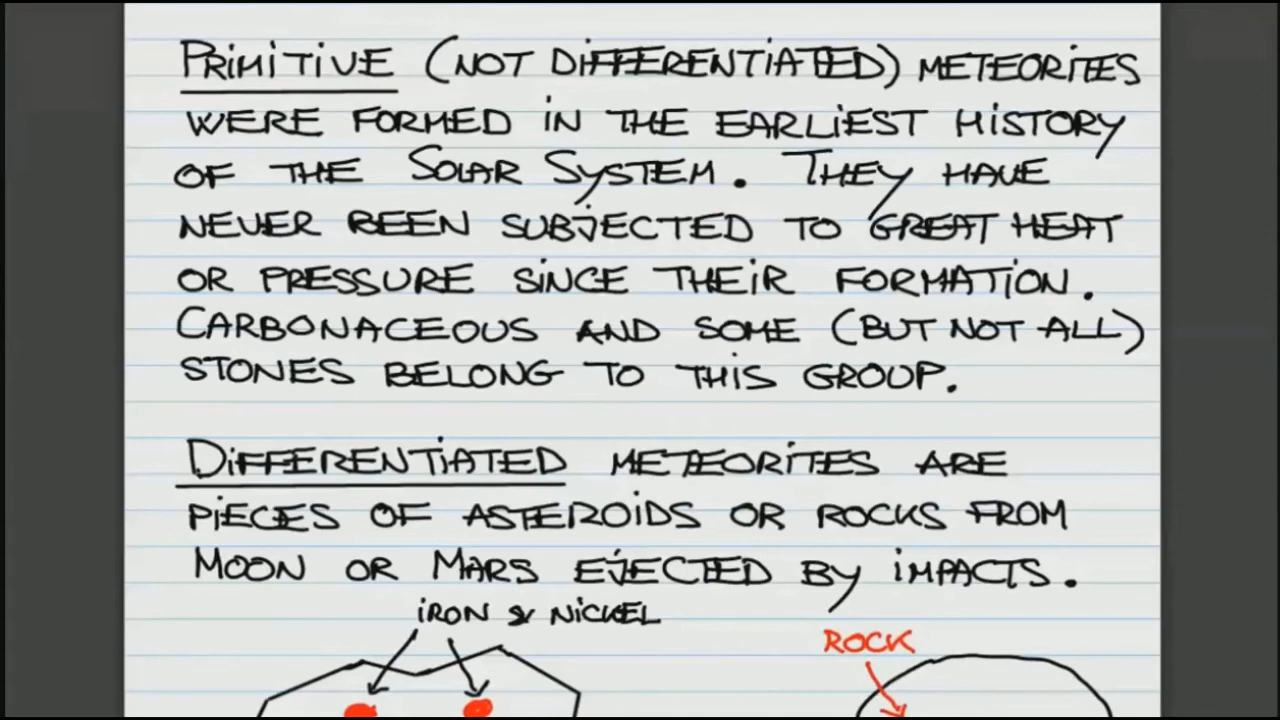 PRIMITIVE (NOT DIFFERENTIATED) METEORITES
WERE FORMED IN THE EARLIEST HISTORY
OF THE SOLAR SYSTEM. THEY HAVE
NEVER BEEN SUBJECTED TO GREAT HEAT
OR PRESSURE SINCE THEIR FORMATION.
CARBONACEOUS AND SOME (BUT NOT ALL)
STONES BELONG TO THIS GROUP.
DIFFERENTIATED METEORITES ARE
PIECES OF ASTEROIDS OR ROCKS FROM
MOON OR MARS EJECTED BY IMPACTS.
IRON & NICKEL
ROCK